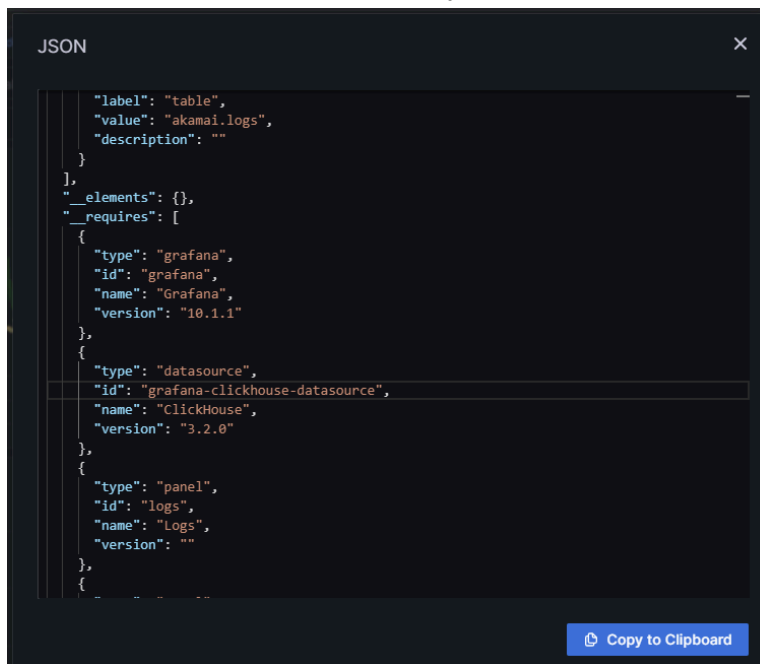 JSON
"label": "table",
"value": "akamai.logs",
"description": ""
}
],
"__elements": {},
"__requires": [
{
"type": "grafana",
"id": "grafana",
"name": "Grafana",
"version": "10.1.1"
},
{
"type": "datasource",
"id": "grafana-clickhouse-datasource",
"name": "ClickHouse",
"version": "3.2.0"
},
{
"type": "panel",
"id": "logs",
"name": "Logs",
"version": ""
},
{
Copy to Clipboard